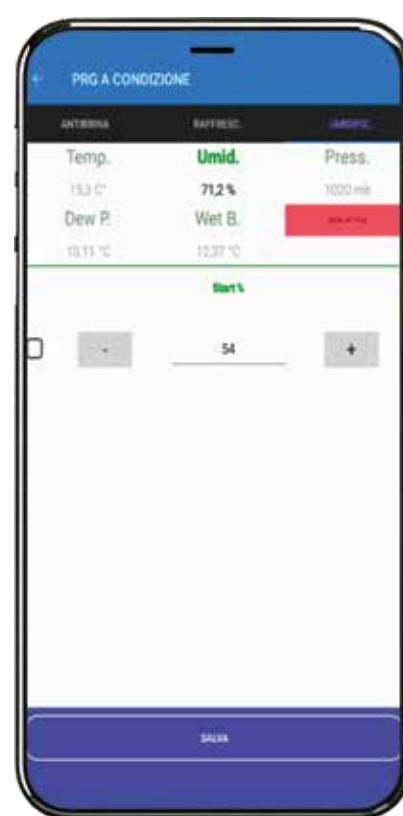 ← PRG A CONDIZIONE
ANTIBRINA RAFFRESC. UMIDIFIC.
Temp. Umid. Press.
15,3 C° 71,2 % 1020 mb
Dew P. Wet B.
10,11 °C 12,37 °C
Start %
- 54 +
SALVA